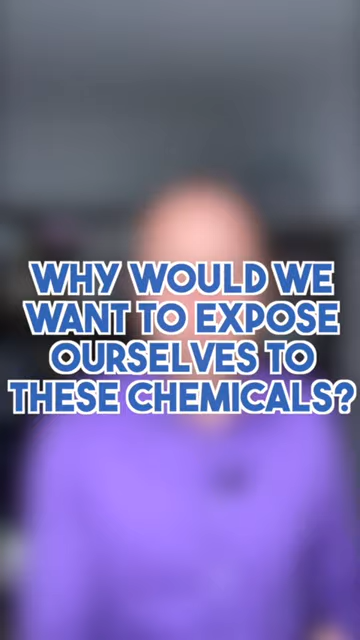 WHY WOULD WE
WANT TO EXPOSE
OURSELVES TO
THESE CHEMICALS?